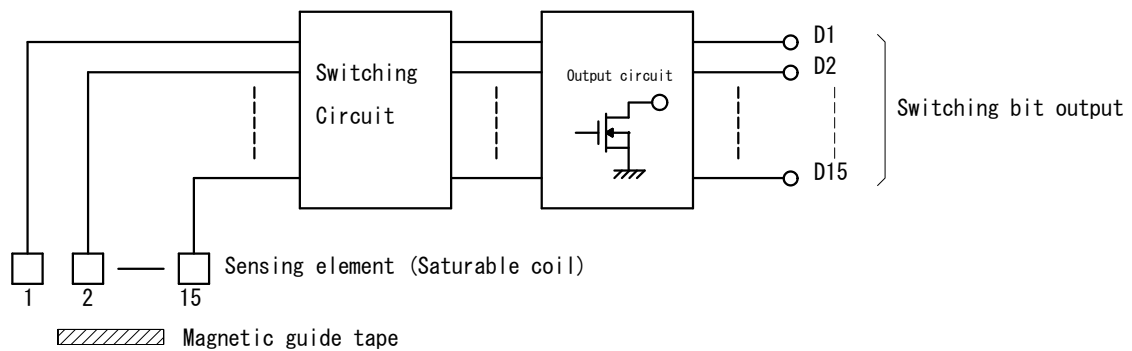 D1
D2
Switching
Circuit
Output circuit
Switching bit output
D15
Sensing element (Saturable coil)
1
2
15
Magnetic guide tape